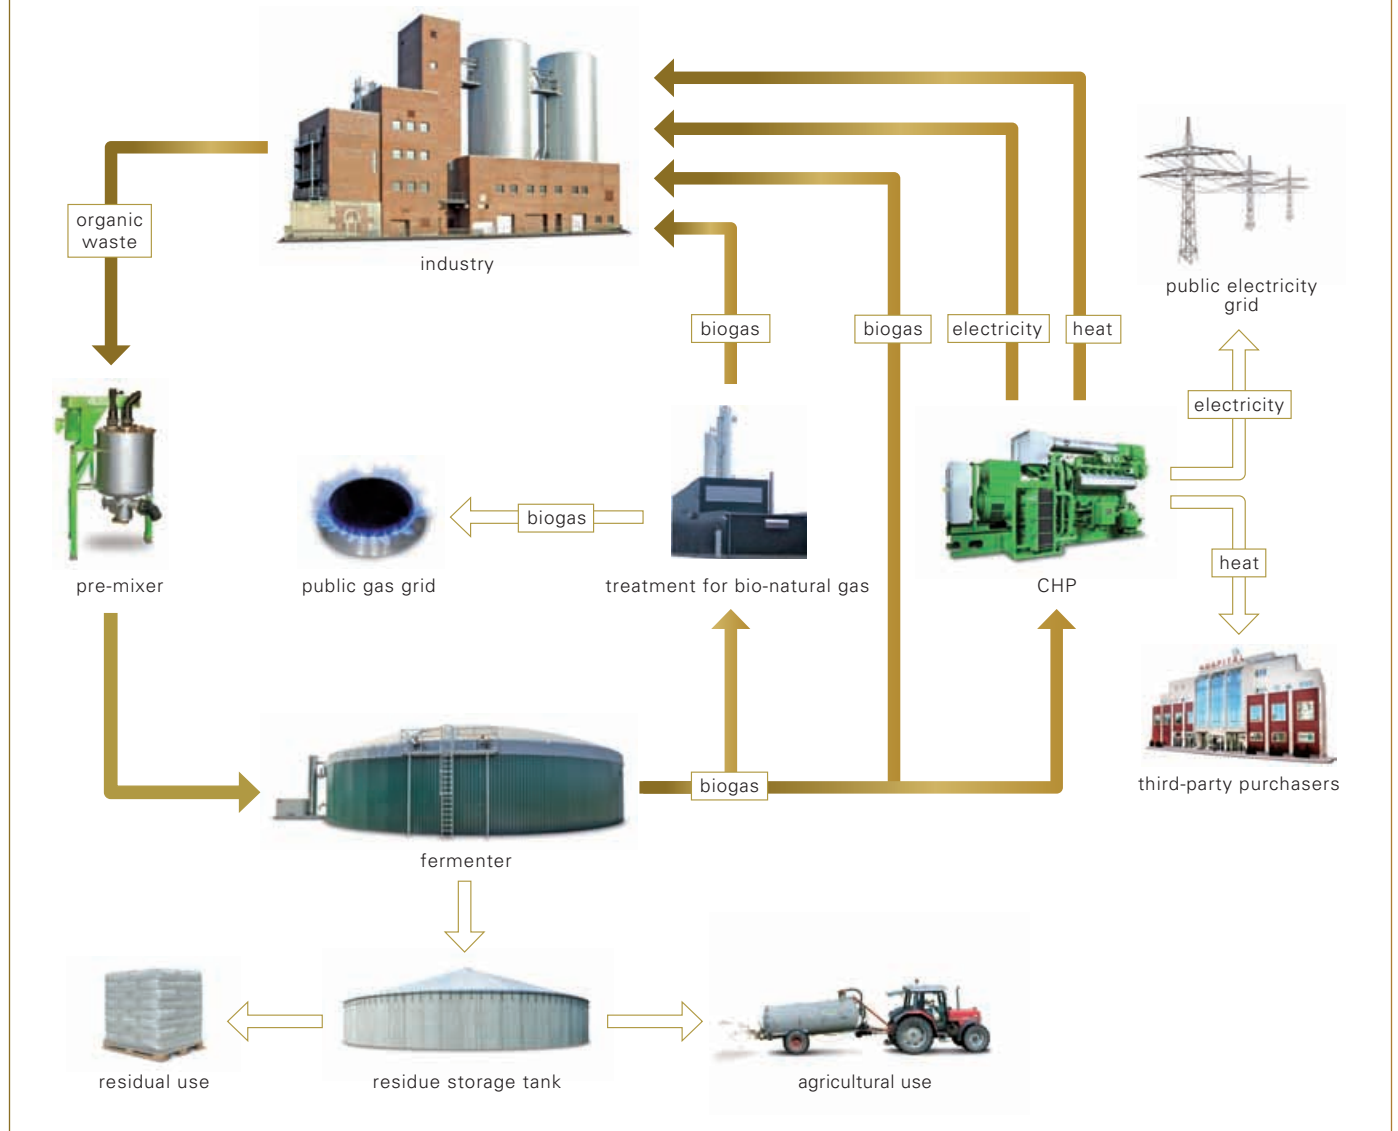 organic
waste
industry
public electricity
grid
biogas
biogas
electricity
heat
electricity
biogas
heat
pre-mixer
public gas grid
treatment for bio-natural gas
CHP
HOSPITAL
biogas
third-party purchasers
fermenter
residual use
residue storage tank
agricultural use